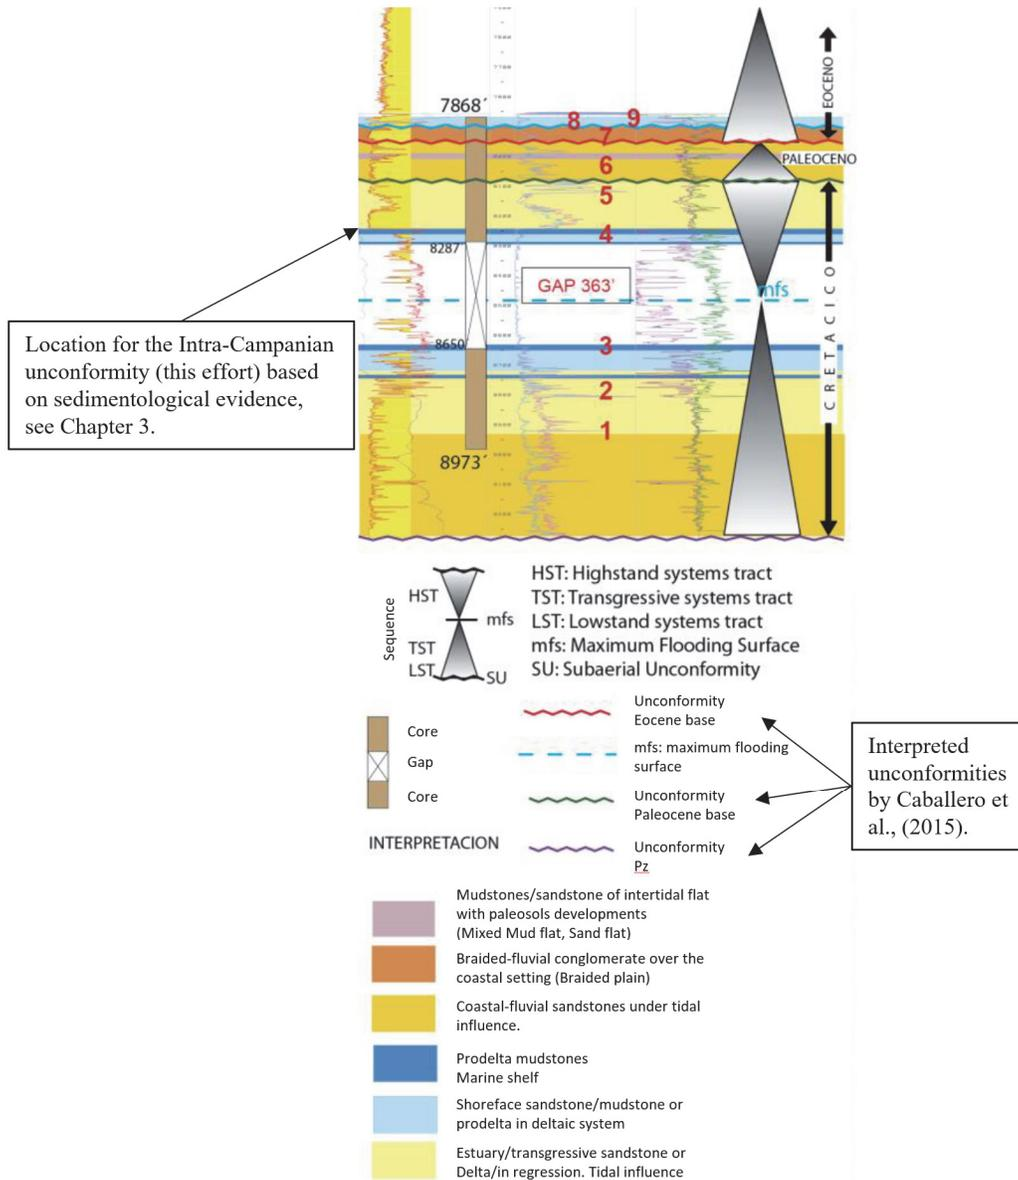 7868´
8
9
7
6
5
4
8287
GAP 363'
mfs
8650
3
2
1
8973´
EOCENO
PALEOCENO
CRETACICO
Location for the Intra-Campanian
unconformity (this effort) based
on sedimentological evidence,
see Chapter 3.
Sequence
HST
mfs
TST
LST
SU
HST: Highstand systems tract
TST: Transgressive systems tract
LST: Lowstand systems tract
mfs: Maximum Flooding Surface
SU: Subaerial Unconformity
Core
Gap
Core
INTERPRETACION
Unconformity
Eocene base
mfs: maximum flooding
surface
Unconformity
Paleocene base
Unconformity
Pz
Interpreted
unconformities
by Caballero et
al., (2015).
Mudstones/sandstone of intertidal flat
with paleosols developments
(Mixed Mud flat, Sand flat)
Braided-fluvial conglomerate over the
coastal setting (Braided plain)
Coastal-fluvial sandstones under tidal
influence.
Prodelta mudstones
Marine shelf
Shoreface sandstone/mudstone or
prodelta in deltaic system
Estuary/transgressive sandstone or
Delta/in regression. Tidal influence